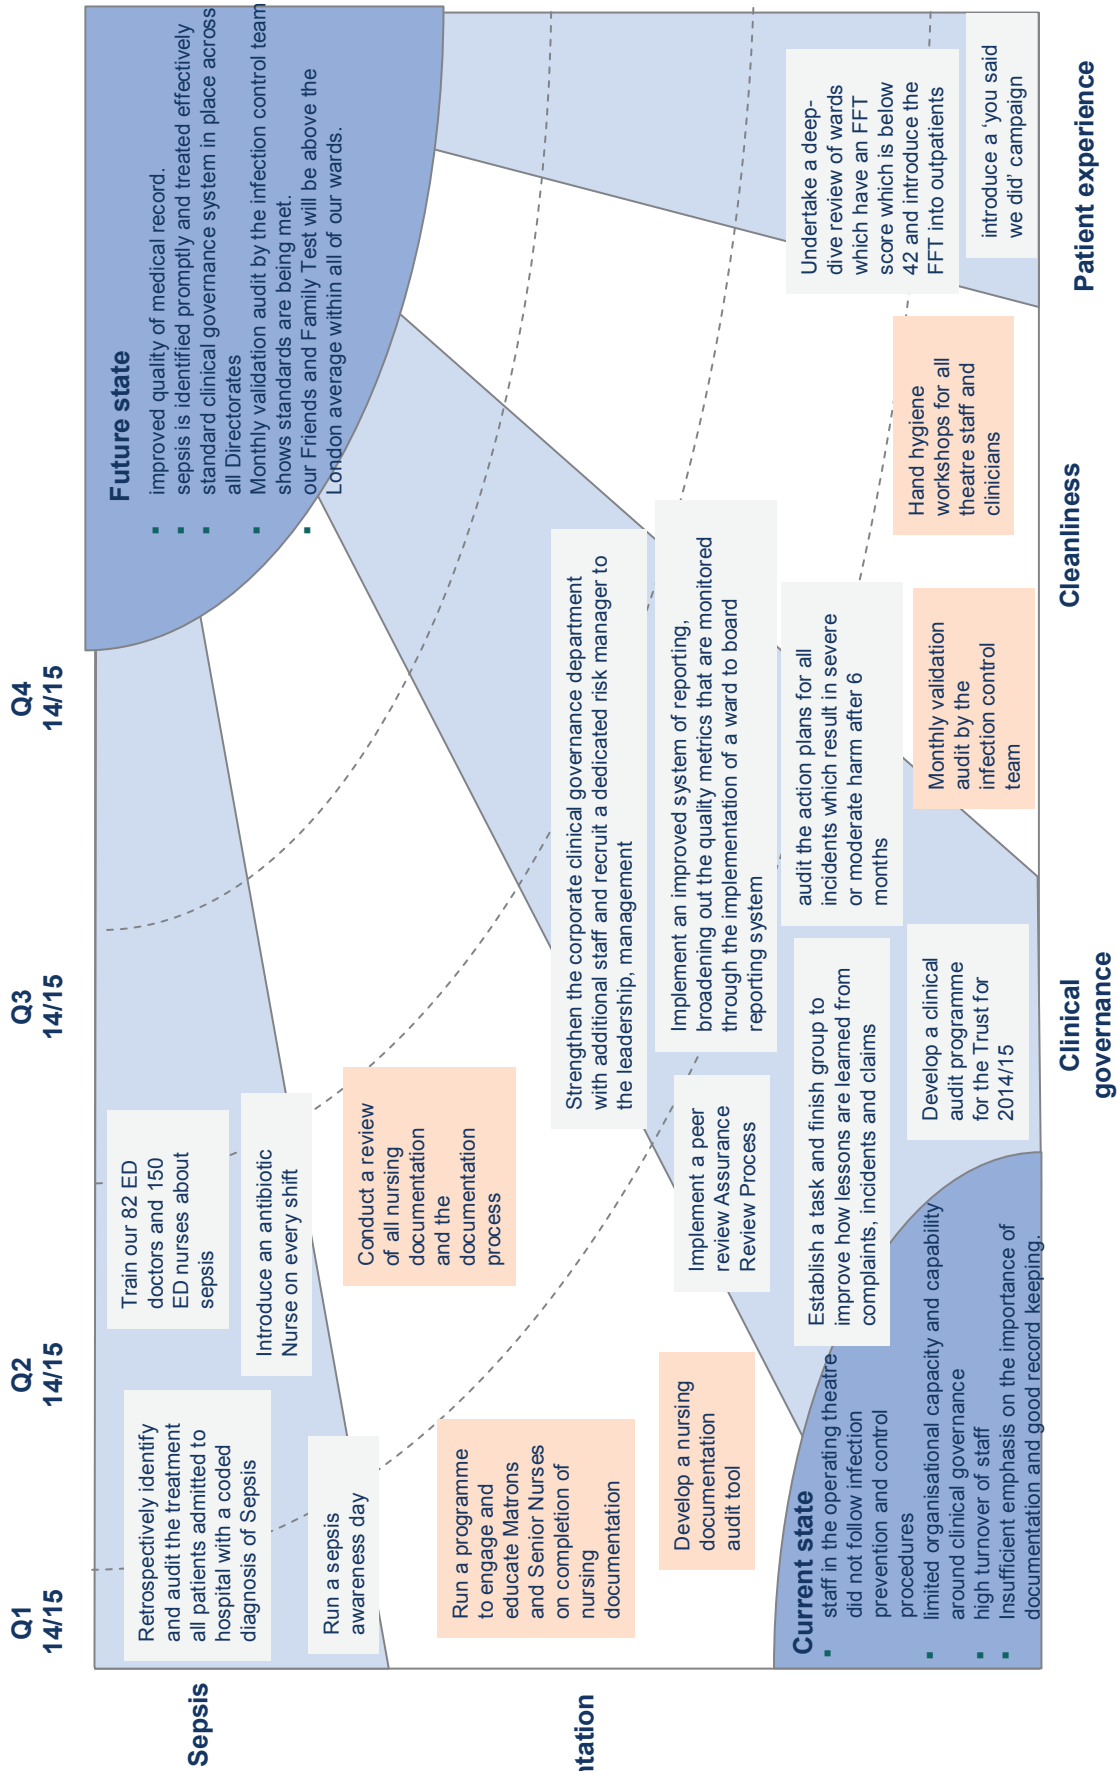 Q1
14/15
Q2
14/15
Q3
14/15
Q4
14/15
Sepsis
ntation
Retrospectively identify
and audit the treatment
all patients admitted to
hospital with a coded
diagnosis of Sepsis
Run a sepsis
awareness day
Train our 82 ED
doctors and 150
ED nurses about
sepsis
Introduce an antibiotic
Nurse on every shift
Run a programme
to engage and
educate Matrons
and Senior Nurses
on completion of
nursing
documentation
Conduct a review
of all nursing
documentation
and the
documentation
process
Develop a nursing
documentation
audit tool
Future state
improved quality of medical record.
sepsis is identified promptly and treated effectively
standard clinical governance system in place across
all Directorates
Monthly validation audit by the infection control team
shows standards are being met.
our Friends and Family Test will be above the
London average within all of our wards.
Strengthen the corporate clinical governance department
with additional staff and recruit a dedicated risk manager to
the leadership, management
Implement an improved system of reporting,
broadening out the quality metrics that are monitored
through the implementation of a ward to board
reporting system
Implement a peer
review Assurance
Review Process
Establish a task and finish group to
improve how lessons are learned from
complaints, incidents and claims
audit the action plans for all
incidents which result in severe
or moderate harm after 6
months
Develop a clinical
audit programme
for the Trust for
2014/15
Monthly validation
audit by the
infection control
team
Hand hygiene
workshops for all
theatre staff and
clinicians
Undertake a deep-
dive review of wards
which have an FFT
score which is below
42 and introduce the
FFT into outpatients
introduce a ‘you said
we did’ campaign
Current state
staff in the operating theatre
did not follow infection
prevention and control
procedures
limited organisational capacity and capability
around clinical governance
high turnover of staff
Insufficient emphasis on the importance of
documentation and good record keeping.
Clinical
governance
Cleanliness
Patient experience